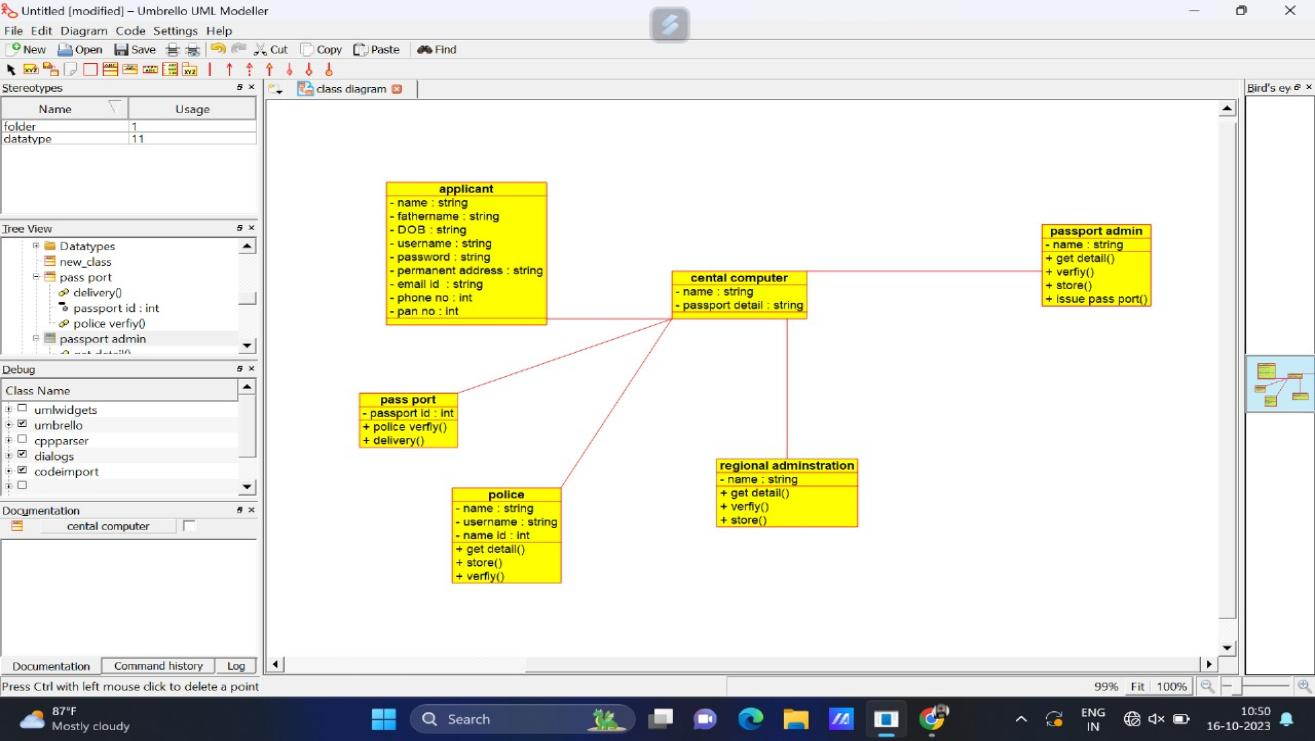 Untitled [modified] – Umbrello UML Modeller
File Edit Diagram Code Settings Help
New Open Save Cut Copy Paste Find
Stereotypes
Name Usage
folder 1
datatype 11
Tree View
Datatypes
new_class
pass port
delivery()
passport id : int
police verfiy()
passport admin
get detail()
Debug
Class Name
umlwidgets
umbrello
cppparser
dialogs
codeimport
Documentation
cental computer
Documentation Command history Log
Press Ctrl with left mouse click to delete a point
class diagram
applicant
- name : string
- fathername : string
- DOB : string
- username : string
- password : string
- permanent address : string
- email id : string
- phone no : int
- pan no : int
cental computer
- name : string
- passport detail : string
passport admin
- name : string
+ get detail()
+ verfiy()
+ store()
+ issue pass port()
pass port
- passport id : int
+ police verfiy()
+ delivery()
police
- name : string
- username : string
- name id : int
+ get detail()
+ store()
+ verfiy()
regional adminstration
- name : string
+ get detail()
+ verfiy()
+ store()
Bird's ey
99% Fit 100%
87°F
Mostly cloudy
Search
ENG
IN
10:50
16-10-2023